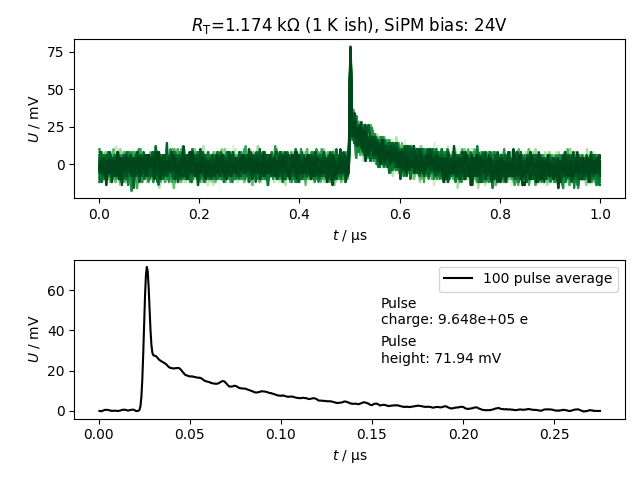 R_T=1.174 kΩ (1 K ish), SiPM bias: 24V
75
50
25
0
U / mV
0.0 0.2 0.4 0.6 0.8 1.0
t / µs
100 pulse average
Pulse
charge: 9.648e+05 e
Pulse
height: 71.94 mV
60
40
20
0
U / mV
0.00 0.05 0.10 0.15 0.20 0.25
t / µs